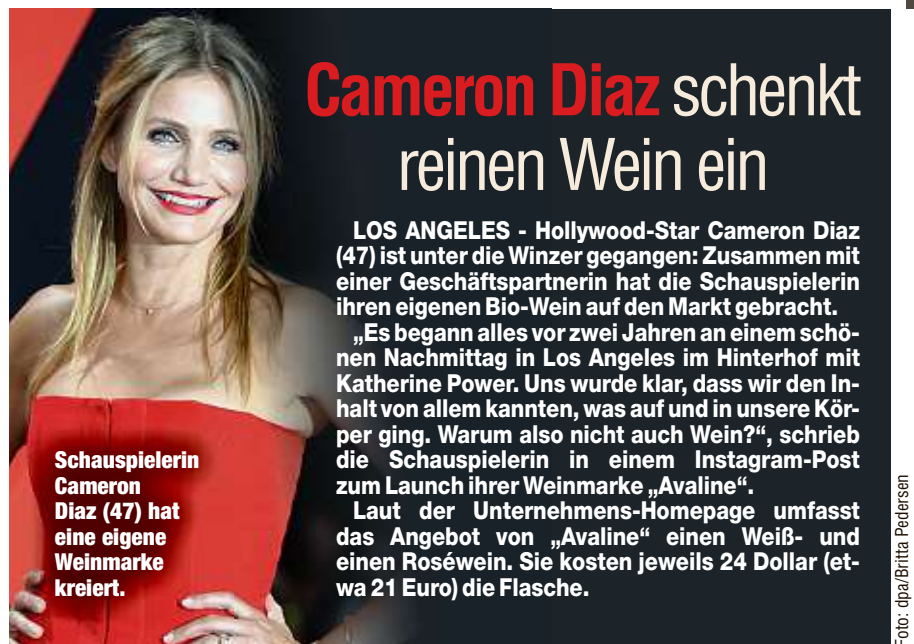 Cameron Diaz schenkt
reinen Wein ein
LOS ANGELES - Hollywood-Star Cameron Diaz
(47) ist unter die Winzer gegangen: Zusammen mit
einer Geschäftspartnerin hat die Schauspielerin
ihren eigenen Bio-Wein auf den Markt gebracht.
„Es begann alles vor zwei Jahren an einem schö-
nen Nachmittag in Los Angeles im Hinterhof mit
Katherine Power. Uns wurde klar, dass wir den In-
halt von allem kannten, was auf und in unsere Kör-
per ging. Warum also nicht auch Wein?“, schrieb
die Schauspielerin in einem Instagram-Post
zum Launch ihrer Weinmarke „Avaline“.
Laut der Unternehmens-Homepage umfasst
das Angebot von „Avaline“ einen Weiß- und
einen Roséwein. Sie kosten jeweils 24 Dollar (et-
wa 21 Euro) die Flasche.
Schauspielerin
Cameron
Diaz (47) hat
eine eigene
Weinmarke
kreiert.
Foto: dpa/Britta Pedersen